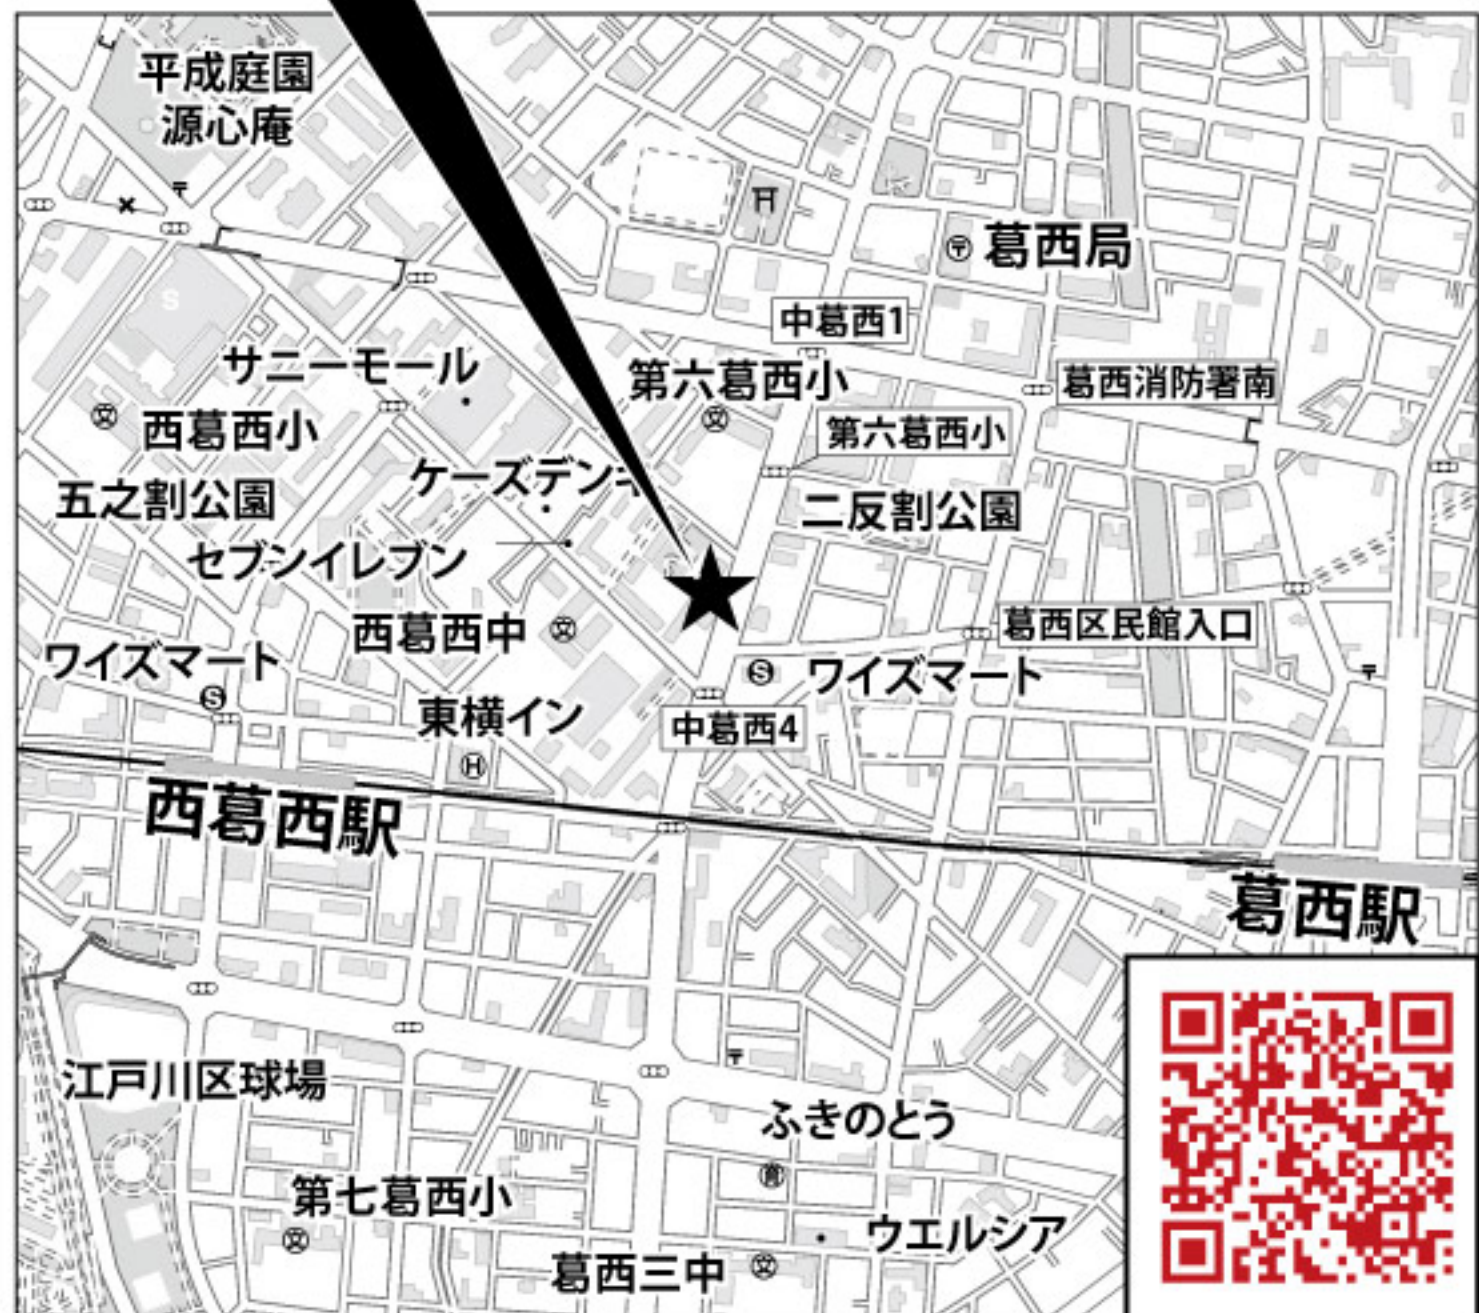 平成庭園
源心庵
葛西局
中葛西1
サニーモール
第六葛西小
葛西消防署南
西葛西小
第六葛西小
ケーズデンキ
五之割公園
二反割公園
セブンイレブン
西葛西中
葛西区民館入口
ワイズマート
ワイズマート
東横イン
中葛西4
西葛西駅
葛西駅
江戸川区球場
ふきのとう
第七葛西小
ウエルシア
葛西三中